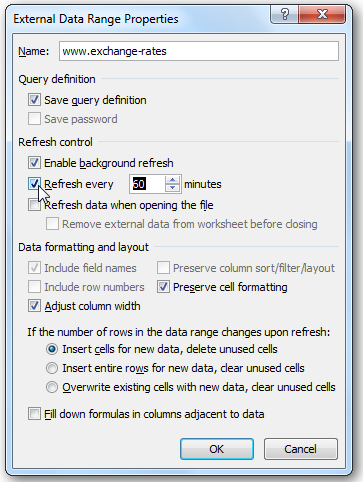 External Data Range Properties
Name: www.exchange-rates
Query definition
Save query definition
Save password
Refresh control
Enable background refresh
Refresh every 60 minutes
Refresh data when opening the file
Remove external data from worksheet before closing
Data formatting and layout
Include field names Preserve column sort/filter/layout
Include row numbers Preserve cell formatting
Adjust column width
If the number of rows in the data range changes upon refresh:
Insert cells for new data, delete unused cells
Insert entire rows for new data, clear unused cells
Overwrite existing cells with new data, clear unused cells
Fill down formulas in columns adjacent to data
OK Cancel